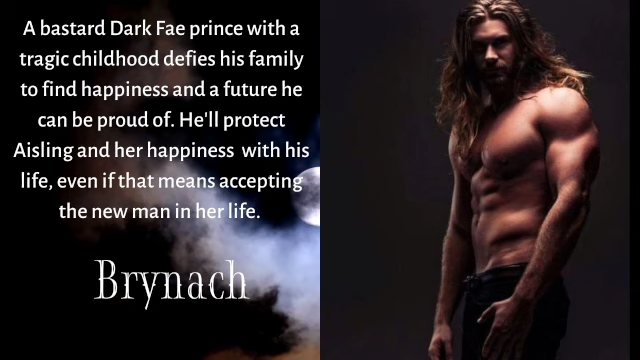 A bastard Dark Fae prince with a
tragic childhood defies his family
to find happiness and a future he
can be proud of. He'll protect
Aisling and her happiness with his
life, even if that means accepting
the new man in her life.
Brynach